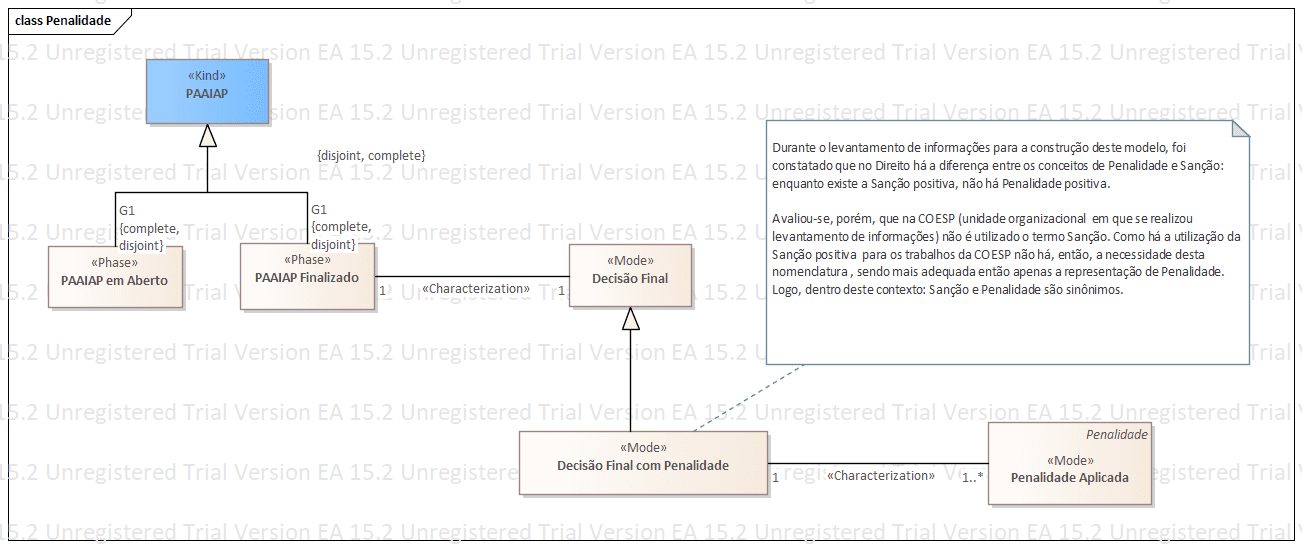 class Penalidade
EA 15.2 Unregistered Trial Version EA 15.2 Unregistered Trial Version EA 15.2 Unregistered Trial Version
«Kind»
PAAIAP
{disjoint, complete}
G1
{complete,
disjoint}
G1
{complete,
disjoint}
«Phase»
PAAIAP em Aberto
«Phase»
PAAIAP Finalizado
1
«Characterization»
1
«Mode»
Decisão Final
Durante o levantamento de informações para a construção deste modelo, foi
constatado que no Direito há a diferença entre os conceitos de Penalidade e Sanção:
enquanto existe a Sanção positiva, não há Penalidade positiva.
Avaliou-se, porém, que na COESP (unidade organizacional em que se realizou
levantamento de informações) não é utilizado o termo Sanção. Como há a utilização da
Sanção positiva para os trabalhos da COESP não há, então, a necessidade desta
nomendatura , sendo mais adequada então apenas a representação de Penalidade.
Logo, dentro deste contexto: Sanção e Penalidade são sinônimos.
«Mode»
Decisão Final com Penalidade
1
«Characterization»
1..*
Penalidade
«Mode»
Penalidade Aplicada